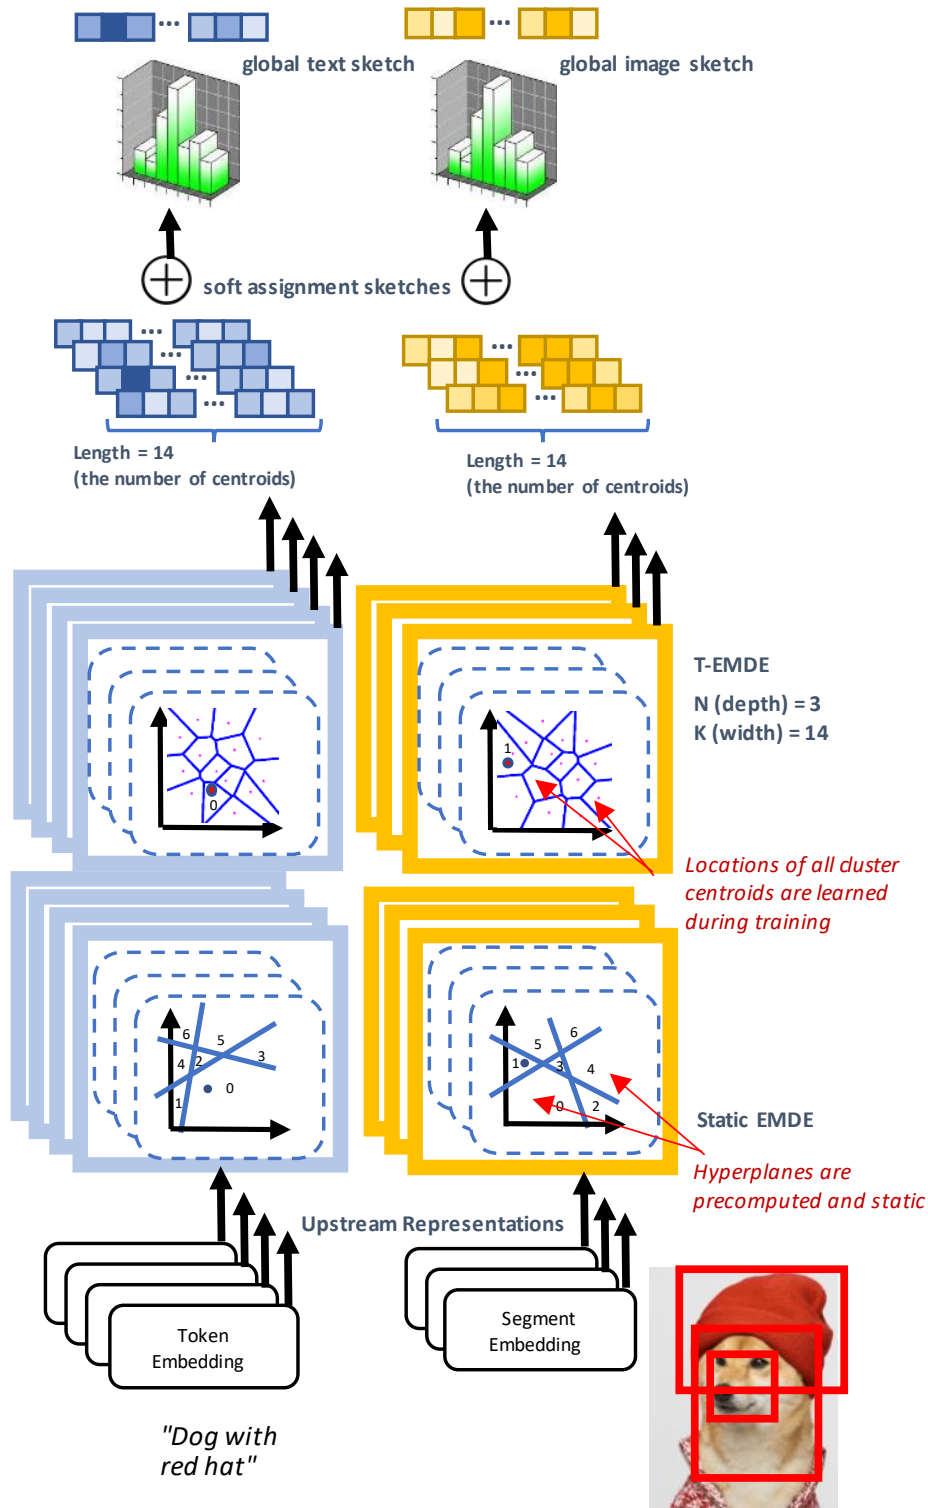 global text sketch
global image sketch
soft assignment sketches
Length = 14
(the number of centroids)
Length = 14
(the number of centroids)
T-EMDE
N (depth) = 3
K (width) = 14
0
1
Locations of all cluster
centroids are learned
during training
6
5
3
4
2
0
1
6
5
1
3
4
0
2
Static EMDE
Hyperplanes are
precomputed and static
Upstream Representations
Token
Embedding
Segment
Embedding
"Dog with
red hat"